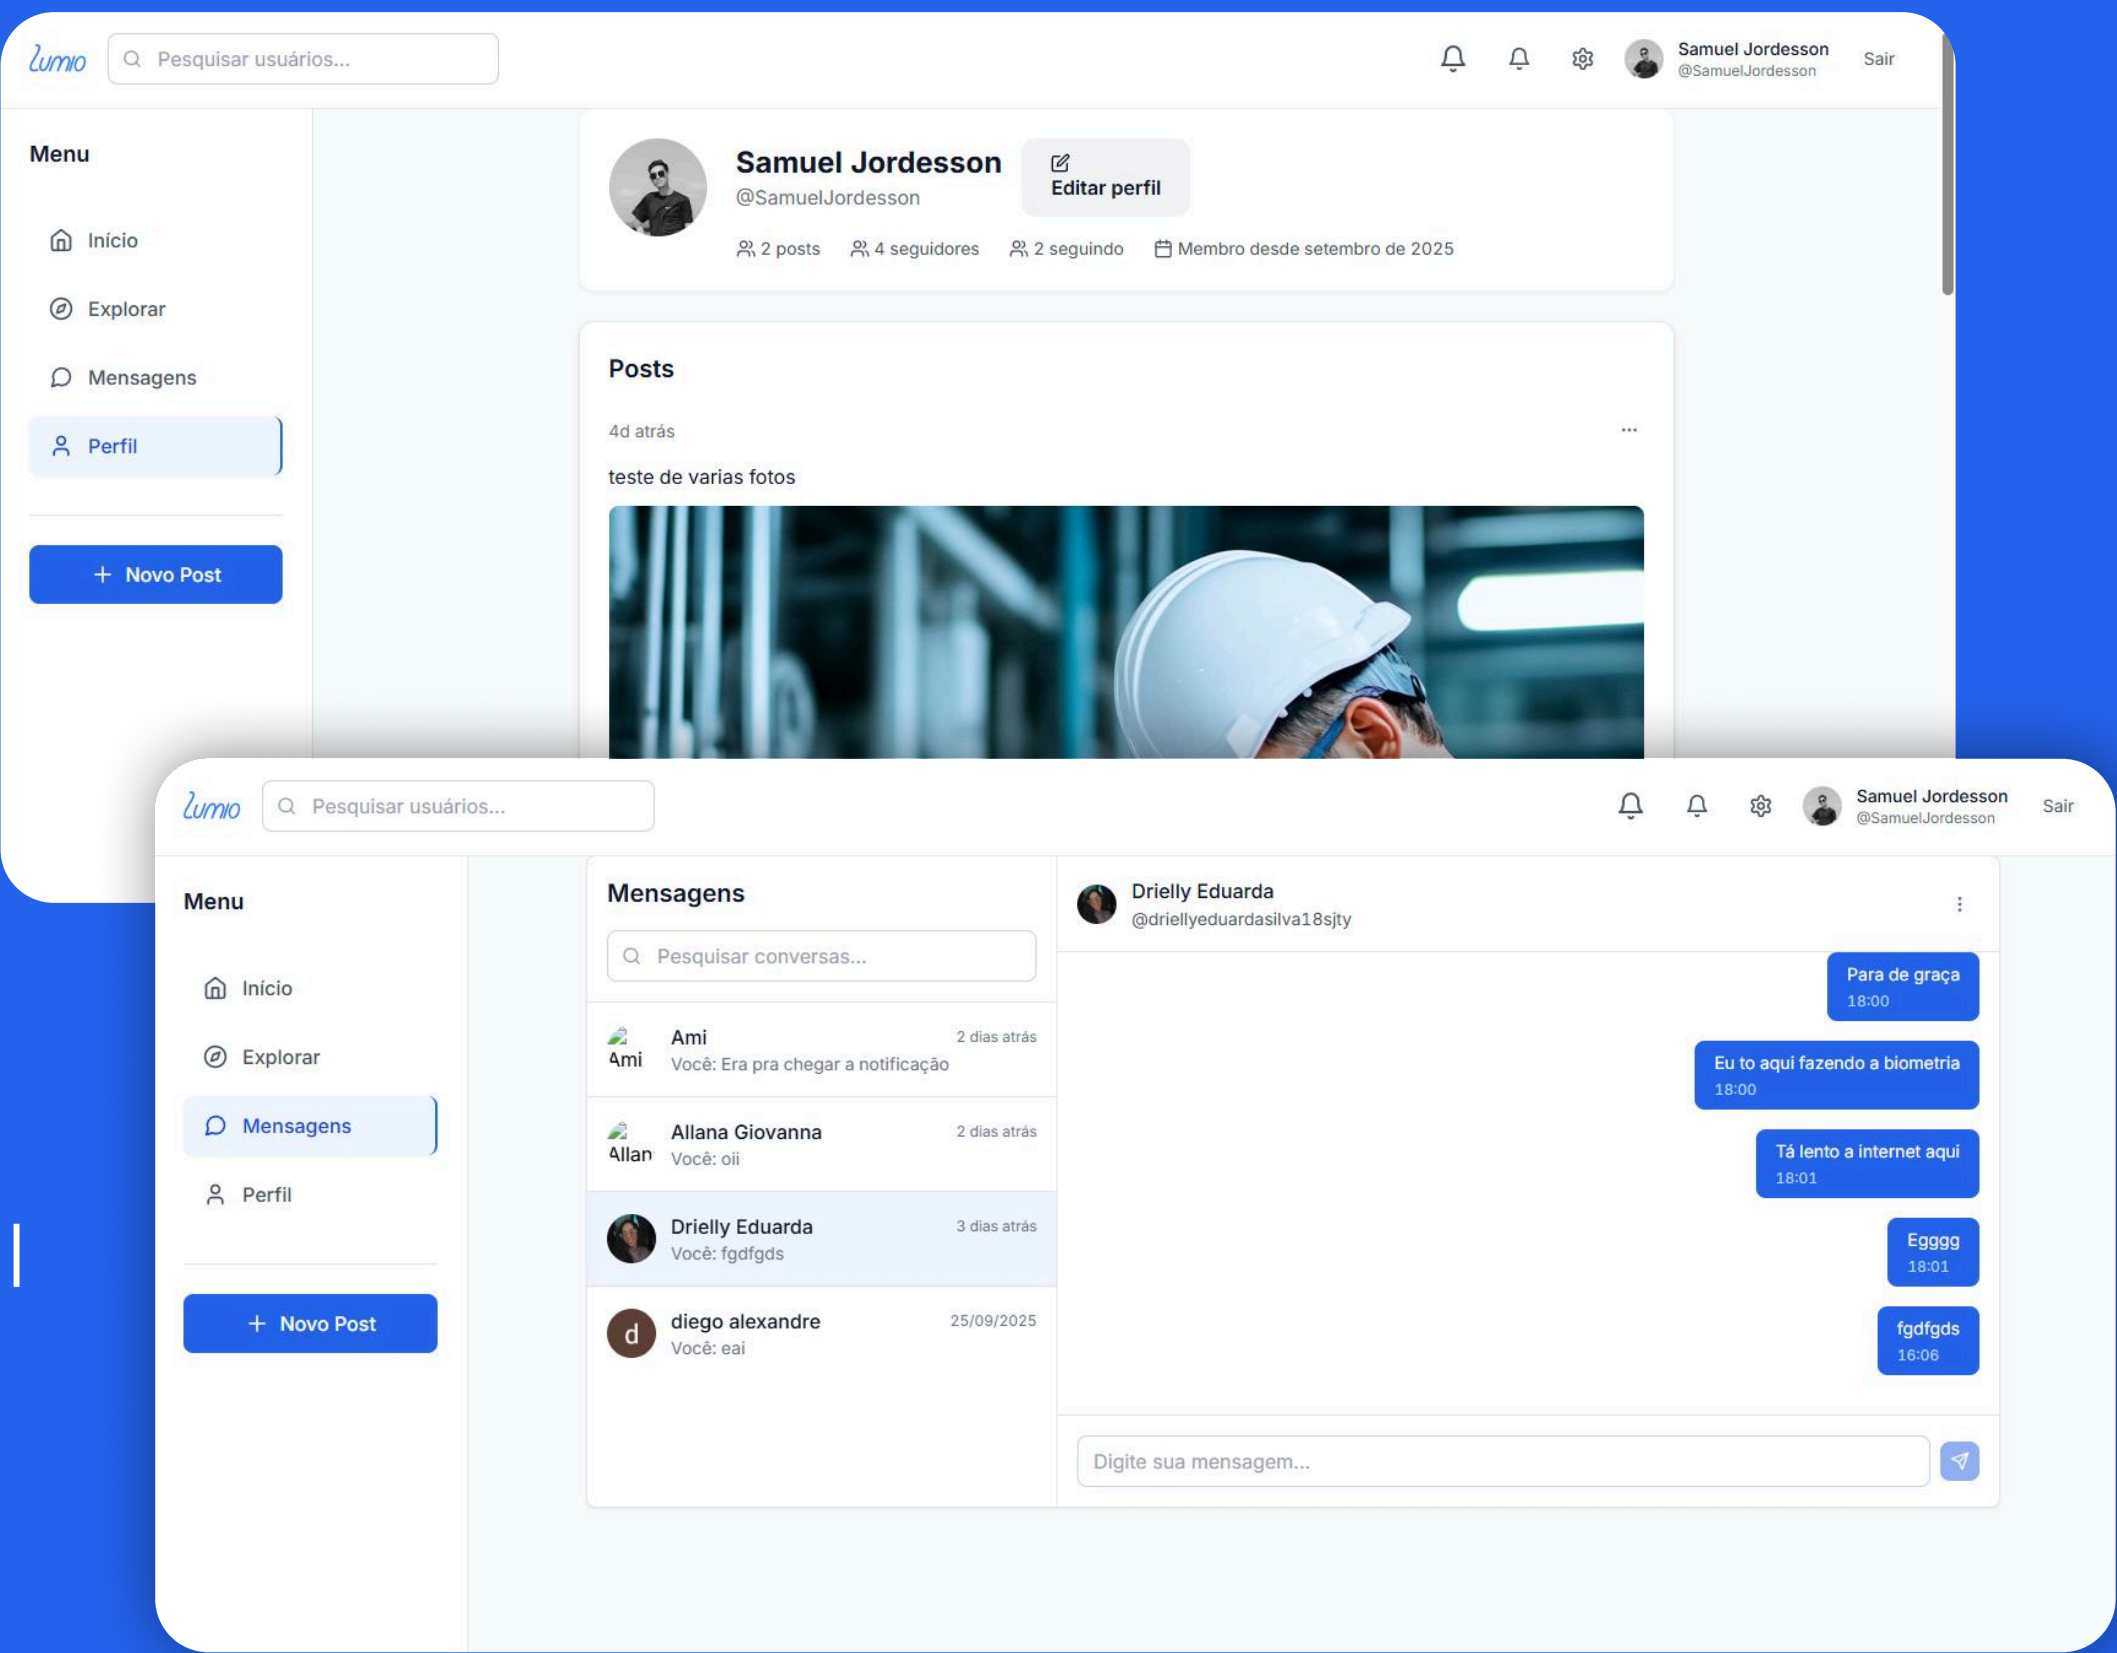 Lumio
Pesquisar usuários...
Samuel Jordesson
@SamuelJordesson
Sair
Menu
Início
Explorar
Mensagens
Perfil
+ Novo Post
Samuel Jordesson
@SamuelJordesson
Editar perfil
2 posts 4 seguidores 2 seguindo Membro desde setembro de 2025
Posts
4d atrás
teste de varias fotos
Lumio
Pesquisar usuários...
Samuel Jordesson
@SamuelJordesson
Sair
Menu
Início
Explorar
Mensagens
Perfil
+ Novo Post
Mensagens
Pesquisar conversas...
Ami
Ami
2 dias atrás
Você: Era pra chegar a notificação
Allan
Allana Giovanna
2 dias atrás
Você: oii
Drielly Eduarda
3 dias atrás
Você: fgdfgds
d
diego alexandre
25/09/2025
Você: eai
Drielly Eduarda
@driellyeduardasilva18sjty
Para de graça
18:00
Eu to aqui fazendo a biometria
18:00
Tá lento a internet aqui
18:01
Egggg
18:01
fgdfgds
16:06
Digite sua mensagem...